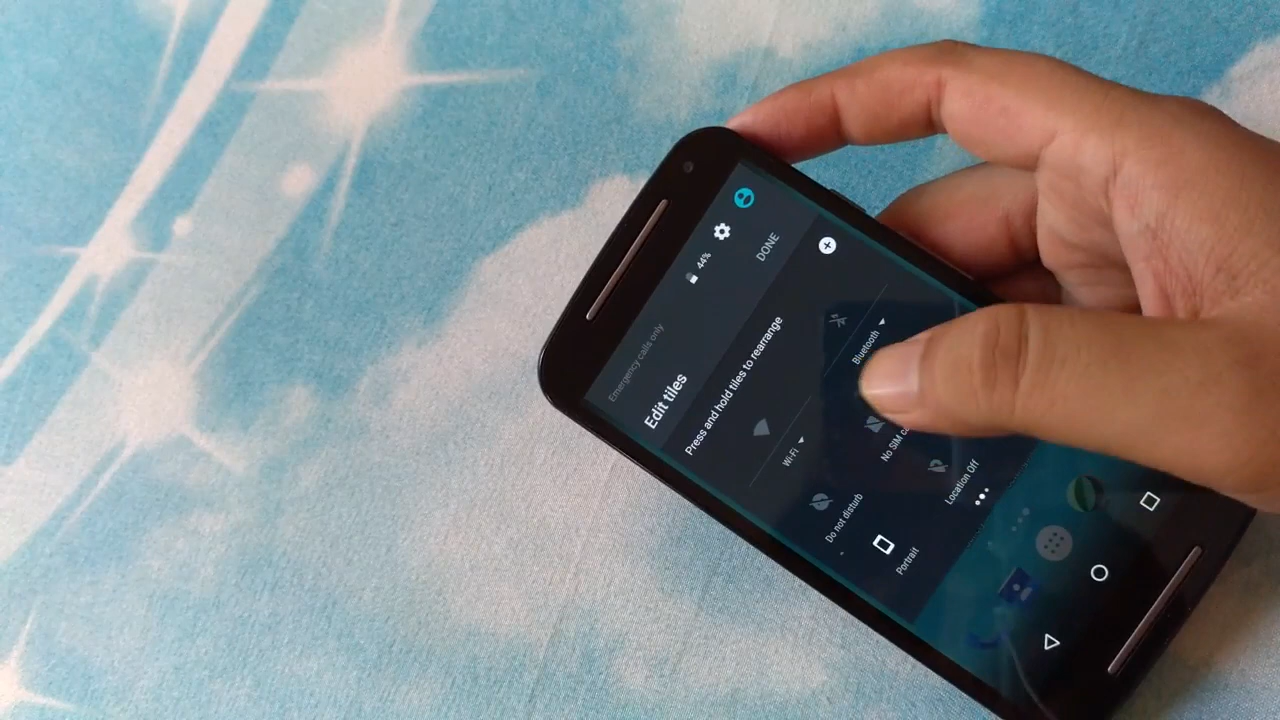 Emergency calls only
44%
Edit tiles
DONE
Press and hold tiles to rearrange
Wi-Fi
Bluetooth
Do not disturb
No SIM
Portrait
Location Off